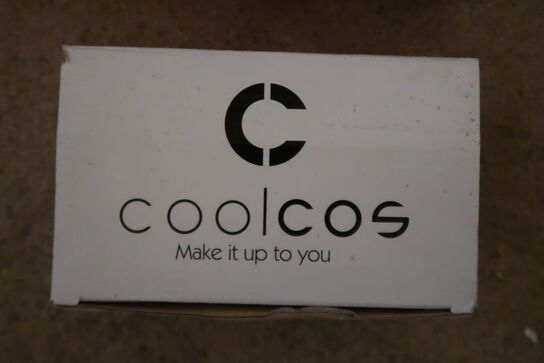 C
coolcos
Make it up to you